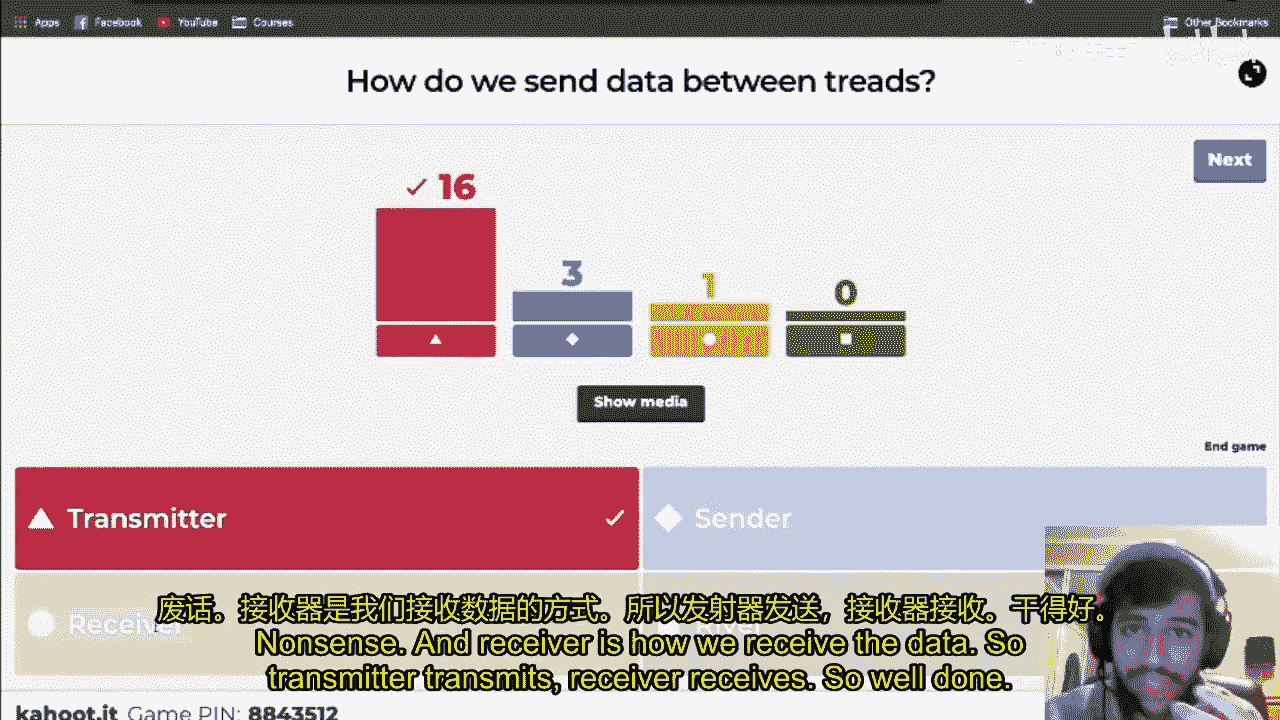 Apps Facebook YouTube Courses Other Bookmarks
How do we send data between treads?
Next
16
3
1
0
Show media
End game
Transmitter
Sender
Receiver
废话。接收器是我们接收数据的方式。所以发射器发送，接收器接收。干得好。
Nonsense. And receiver is how we receive the data. So
transmitter transmits, receiver receives. So well done.
kahoot.it Game PIN: 8843512